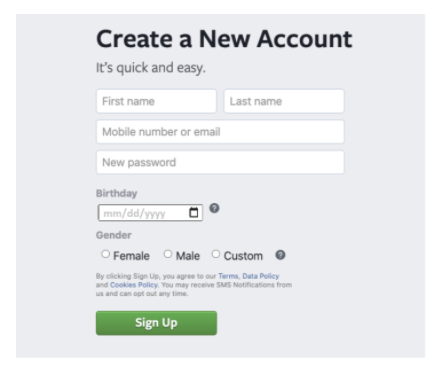 Create a New Account
It's quick and easy.
First name Last name
Mobile number or email
New password
Birthday
mm/dd/yyyy ?
Gender
Female Male Custom ?
By clicking Sign Up, you agree to our Terms, Data Policy
and Cookies Policy. You may receive SMS Notifications from
us and can opt out any time.
Sign Up